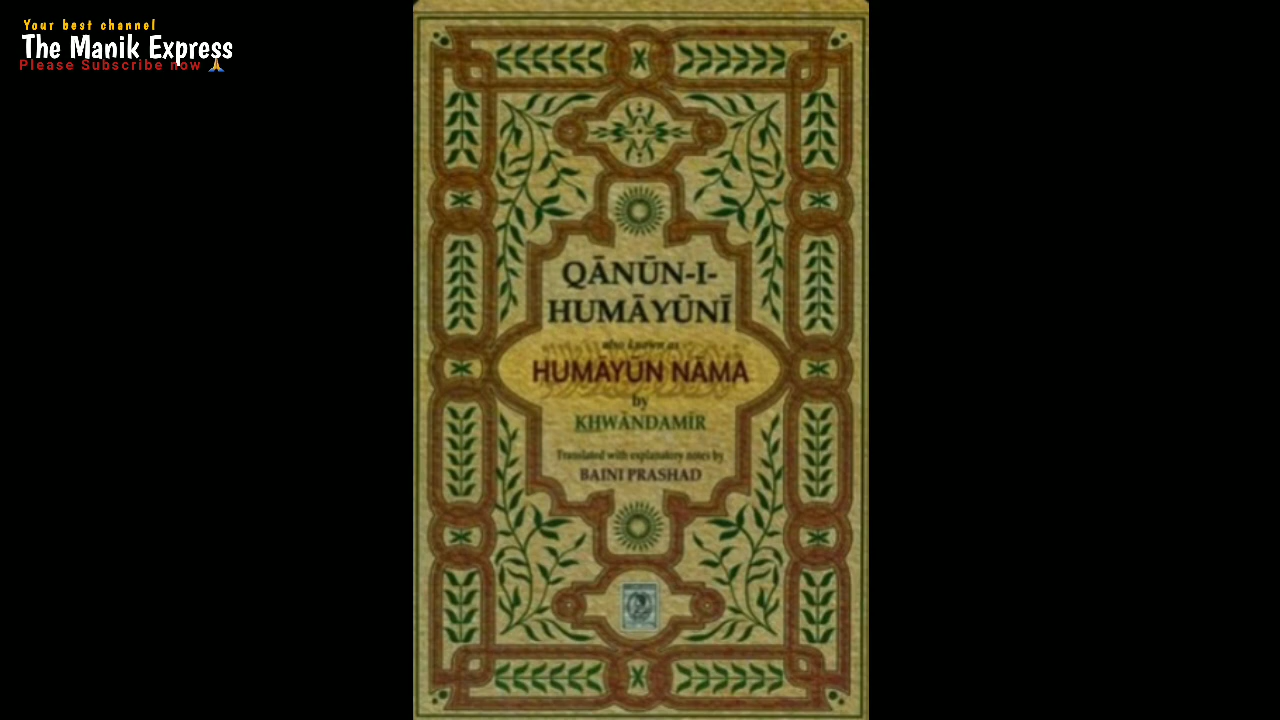 Your best channel
The Manik Express
Please Subscribe now 🙏
QĀNŪN-I-
HUMĀYŪNĪ
also known as
HUMĀYŪN NĀMA
by
KHWĀNDAMĪR
Translated with explanatory notes by
BAINI PRASHAD